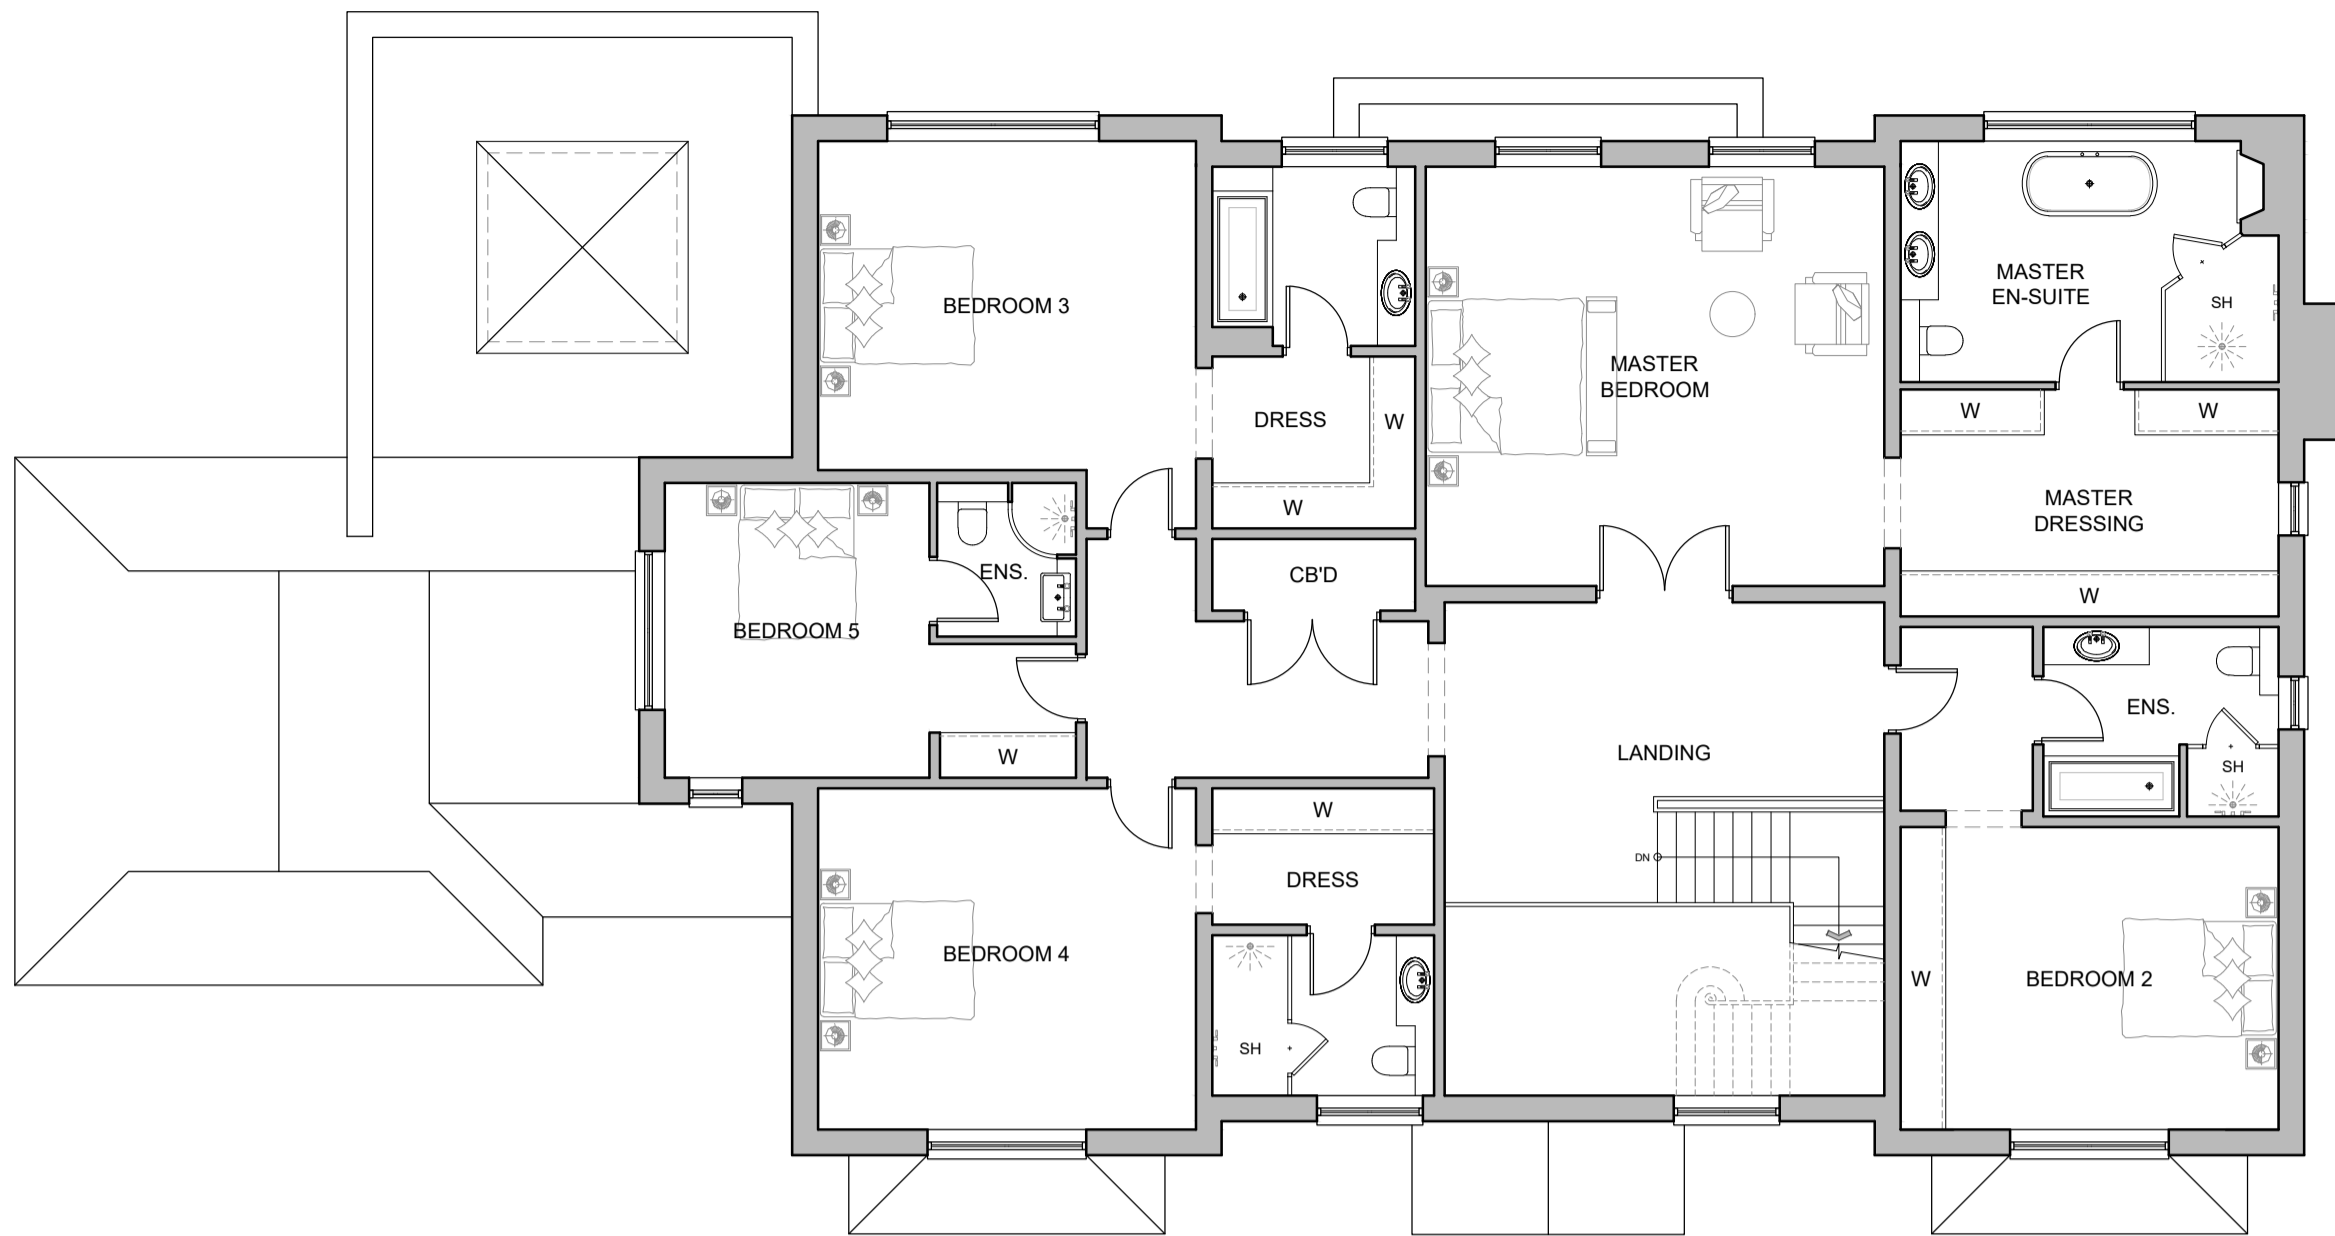 BEDROOM 3
MASTER
EN-SUITE
SH
MASTER
BEDROOM
DRESS
W
W
W
W
MASTER
DRESSING
W
BEDROOM 5
ENS.
CB'D
W
LANDING
ENS.
SH
W
W
DRESS
DN
BEDROOM 4
SH
W
BEDROOM 2